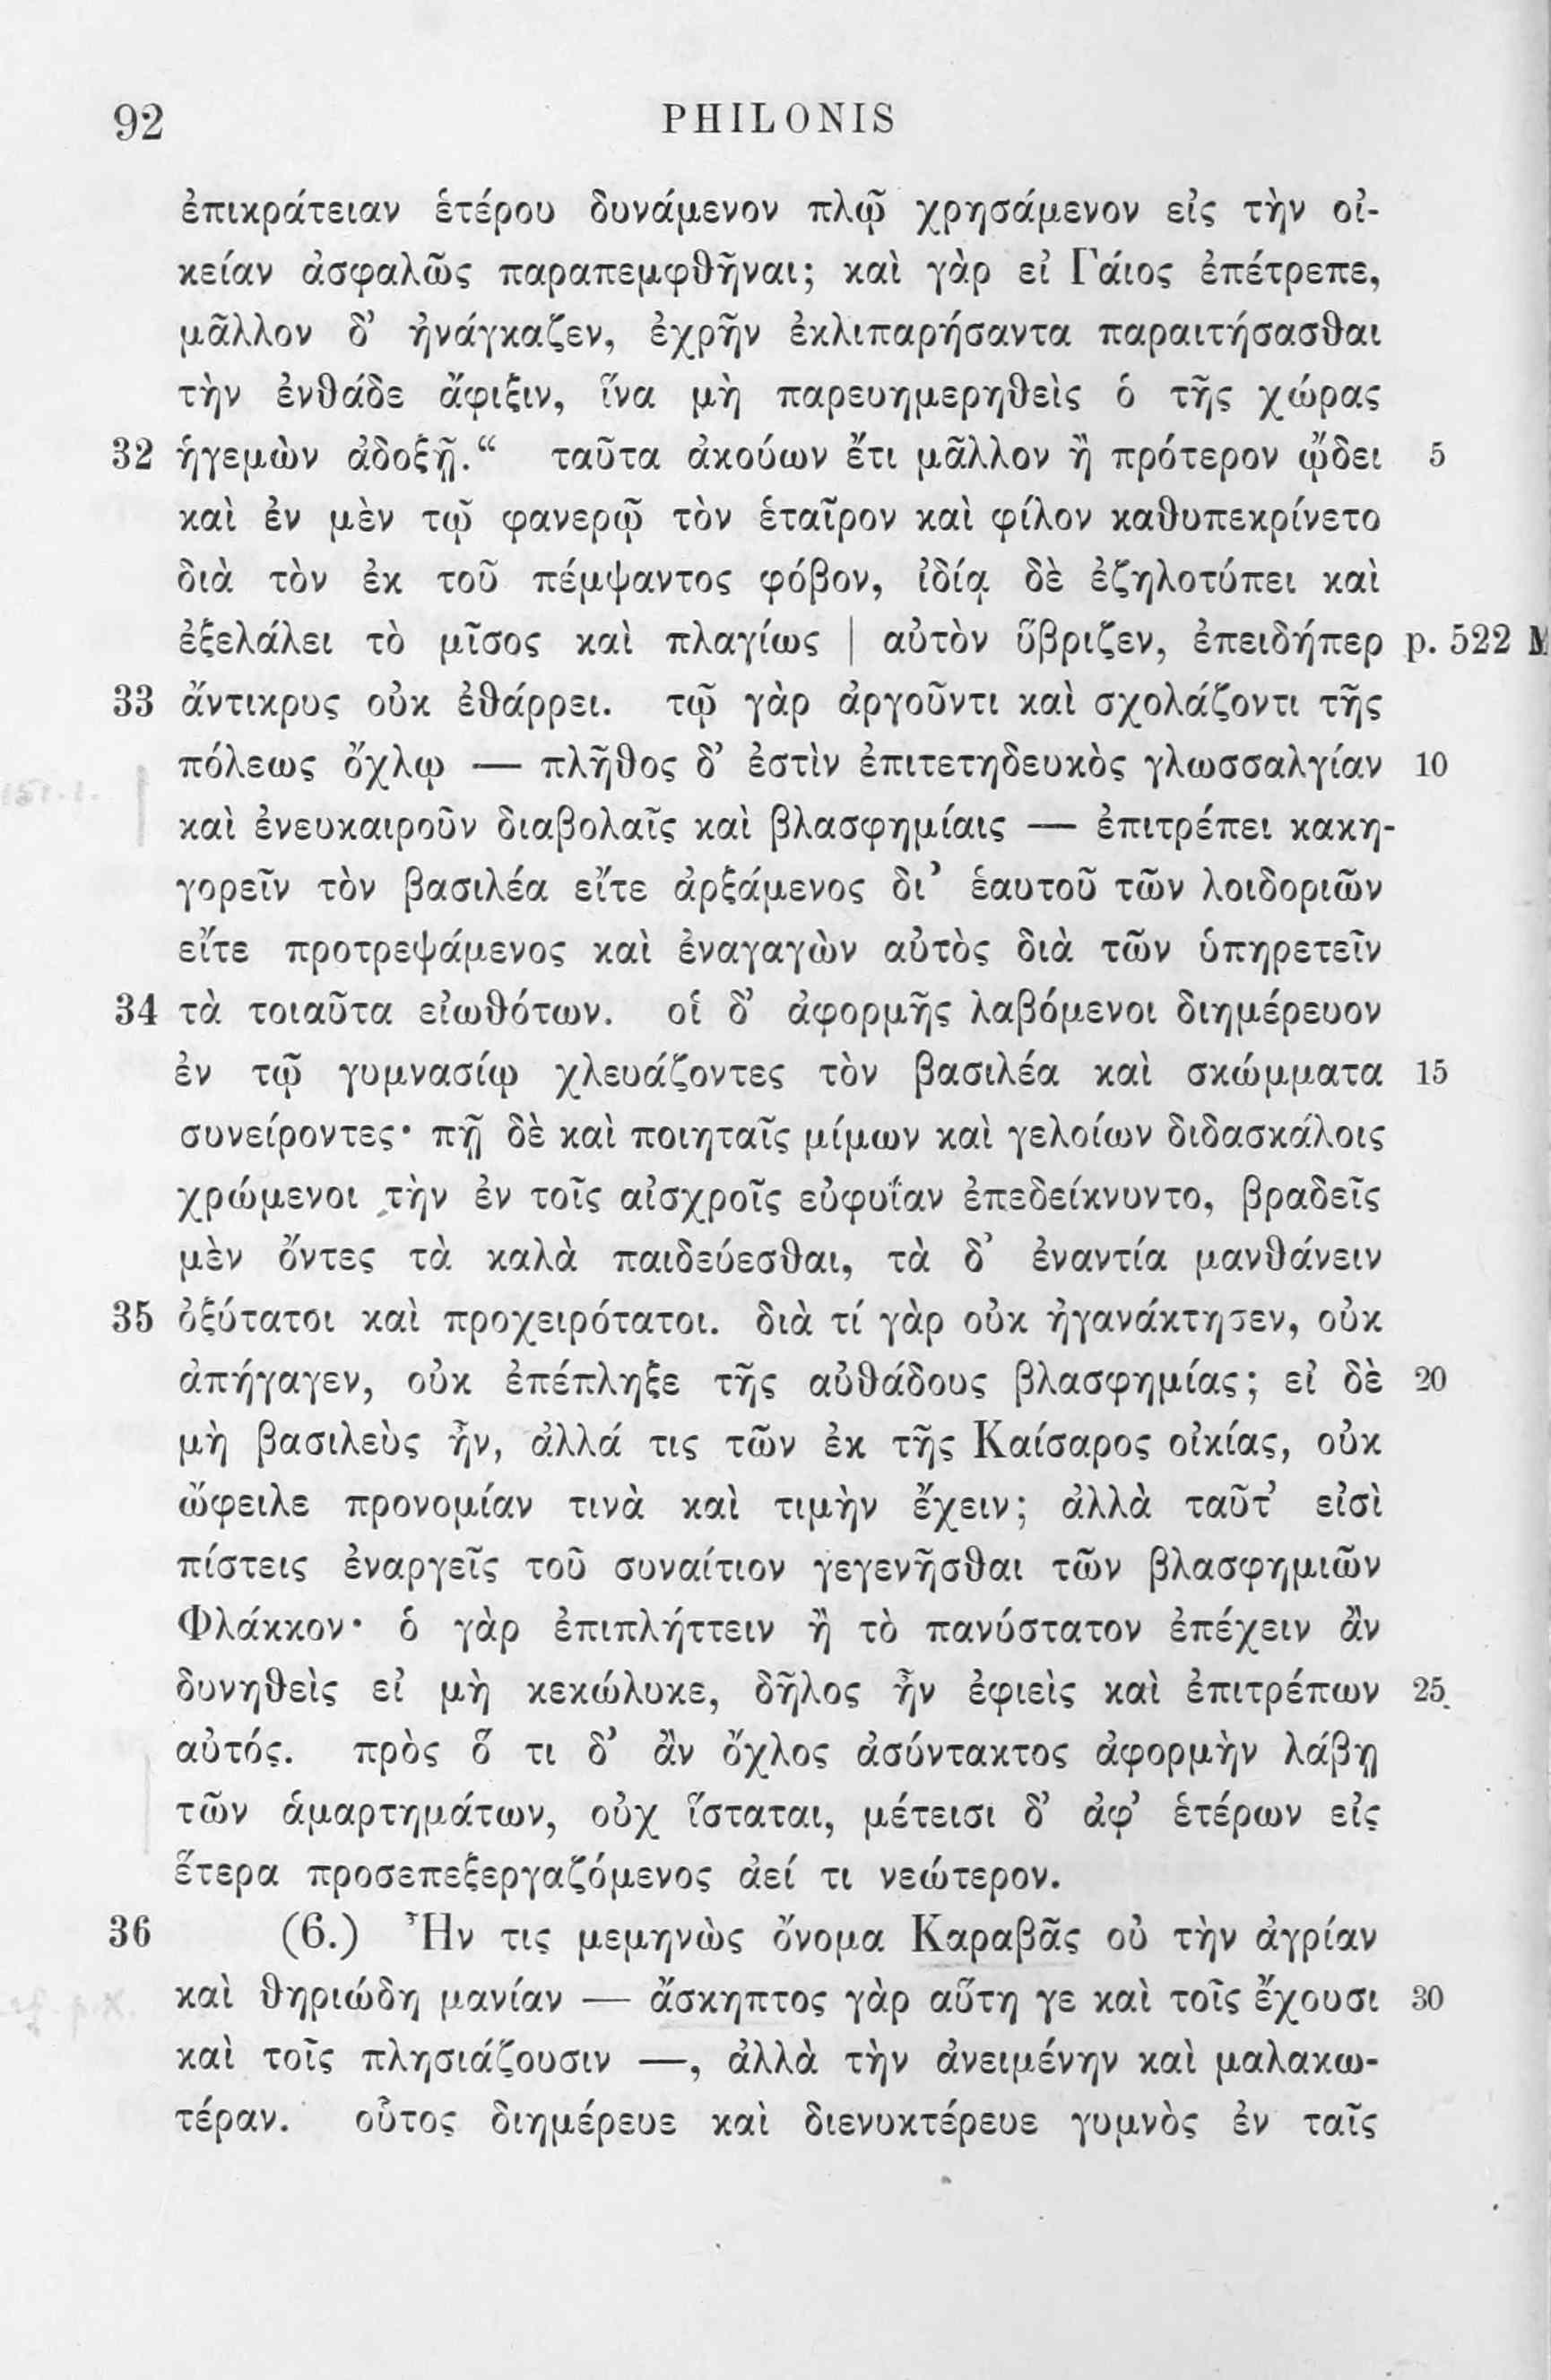 92 PHILONIS
ἐπικράτειαν ἑτέρου δυνάμενον πλῷ χρησάμενον εἰς τὴν οἰ-
κείαν ἀσφαλῶς παραπεμφθῆναι; καὶ γὰρ εἰ Γάιος ἐπέτρεπε,
μᾶλλον δ’ ἠνάγκαζεν, ἐχρῆν ἐκλιπαρήσαντα παραιτήσασθαι
τὴν ἐνθάδε ἄφιξιν, ἵνα μὴ παρευημερηθεὶς ὁ τῆς χώρας
32 ἡγεμὼν ἀδοξῇ.“ ταῦτα ἀκούων ἔτι μᾶλλον ἢ πρότερον ᾤδει 5
καὶ ἐν μὲν τῷ φανερῷ τὸν ἑταῖρον καὶ φίλον καθυπεκρίνετο
διὰ τὸν ἐκ τοῦ πέμψαντος φόβον, ἰδίᾳ δὲ ἐζηλοτύπει καὶ
ἐξελάλει τὸ μῖσος καὶ πλαγίως | αὐτὸν ὕβριζεν, ἐπειδήπερ p. 522 M
33 ἄντικρυς οὐκ ἐθάρρει. τῷ γὰρ ἀργοῦντι καὶ σχολάζοντι τῆς
πόλεως ὄχλῳ — πλῆθος δ’ ἐστὶν ἐπιτετηδευκὸς γλωσσαλγίαν 10
καὶ ἐνευκαιροῦν διαβολαῖς καὶ βλασφημίαις — ἐπιτρέπει κακη-
γορεῖν τὸν βασιλέα εἴτε ἀρξάμενος δι’ ἑαυτοῦ τῶν λοιδοριῶν
εἴτε προτρεψάμενος καὶ ἐναγαγὼν αὐτὸς διὰ τῶν ὑπηρετεῖν
34 τὰ τοιαῦτα εἰωθότων. οἱ δ’ ἀφορμῆς λαβόμενοι διημέρευον
ἐν τῷ γυμνασίῳ χλευάζοντες τὸν βασιλέα καὶ σκώμματα 15
συνείροντες· πῇ δὲ καὶ ποιηταῖς μίμων καὶ γελοίων διδασκάλοις
χρώμενοι τὴν ἐν τοῖς αἰσχροῖς εὐφυΐαν ἐπεδείκνυντο, βραδεῖς
μὲν ὄντες τὰ καλὰ παιδεύεσθαι, τὰ δ’ ἐναντία μανθάνειν
35 ὀξύτατοι καὶ προχειρότατοι. διὰ τί γὰρ οὐκ ἠγανάκτησεν, οὐκ
ἀπήγαγεν, οὐκ ἐπέπληξε τῆς αὐθάδους βλασφημίας; εἰ δὲ 20
μὴ βασιλεὺς ἦν, ἀλλά τις τῶν ἐκ τῆς Καίσαρος οἰκίας, οὐκ
ὤφειλε προνομίαν τινὰ καὶ τιμὴν ἔχειν; ἀλλὰ ταῦτ’ εἰσὶ
πίστεις ἐναργεῖς τοῦ συναίτιον γεγενῆσθαι τῶν βλασφημιῶν
Φλάκκον· ὁ γὰρ ἐπιπλήττειν ἢ τὸ πανύστατον ἐπέχειν ἂν
δυνηθεὶς εἰ μὴ κεκώλυκε, δῆλος ἦν ἐφιεὶς καὶ ἐπιτρέπων 25
αὐτός. πρὸς ὅ τι δ’ ἂν ὄχλος ἀσύντακτος ἀφορμὴν λάβῃ
τῶν ἁμαρτημάτων, οὐχ ἵσταται, μέτεισι δ’ ἀφ’ ἑτέρων εἰς
ἕτερα προσεπεξεργαζόμενος ἀεί τι νεώτερον.
36 (6.) Ἦν τις μεμηνὼς ὄνομα Καραβᾶς οὐ τὴν ἀγρίαν
καὶ θηριώδη μανίαν — ἄσκηπτος γὰρ αὕτη γε καὶ τοῖς ἔχουσι 30
καὶ τοῖς πλησιάζουσιν —, ἀλλὰ τὴν ἀνειμένην καὶ μαλακω-
τέραν. οὗτος διημέρευε καὶ διενυκτέρευε γυμνὸς ἐν ταῖς